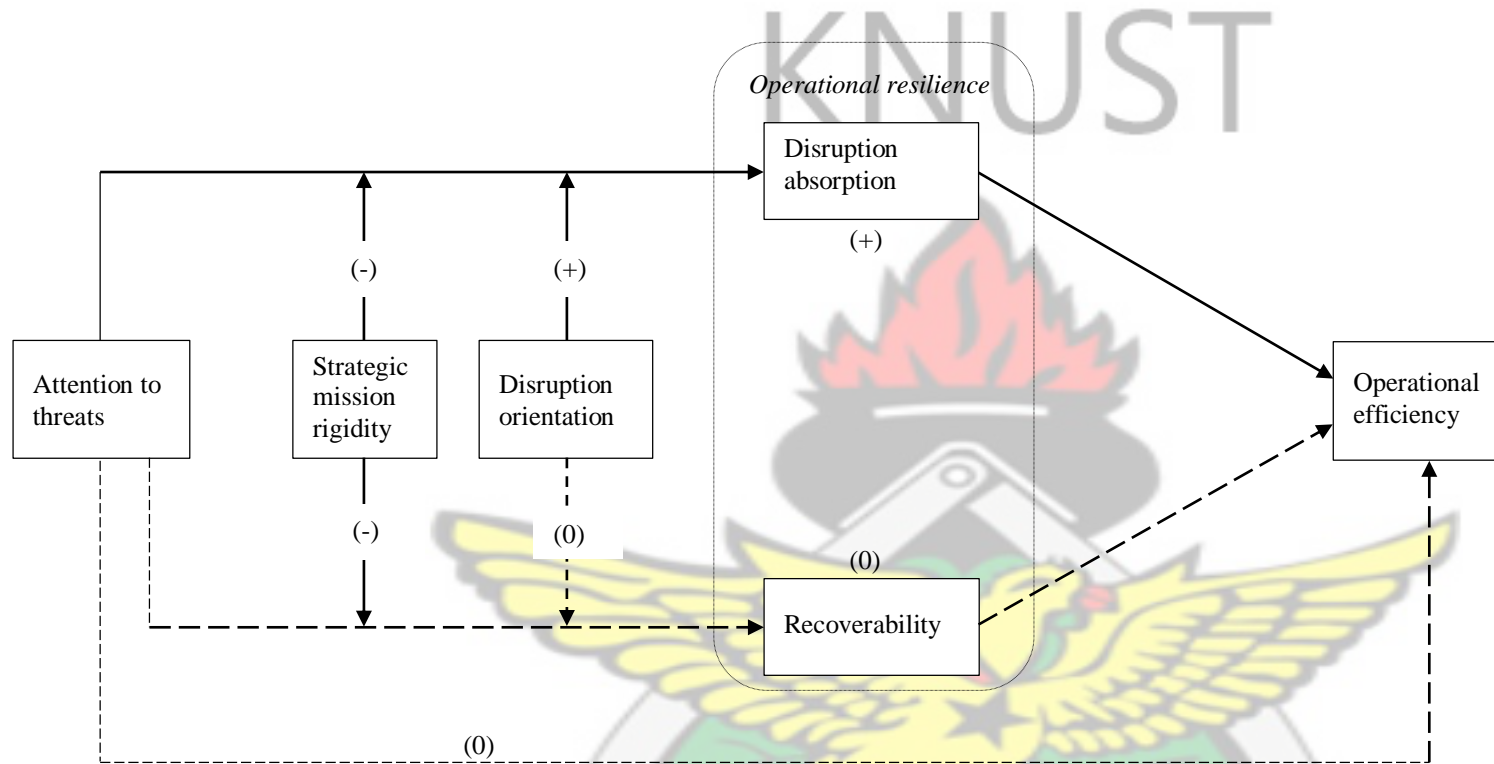 KNUST
Operational resilience
Disruption
absorption
(+)
(-)
(+)
Attention to
threats
Strategic
mission
rigidity
Disruption
orientation
Operational
efficiency
(-)
(0)
(0)
Recoverability
(0)